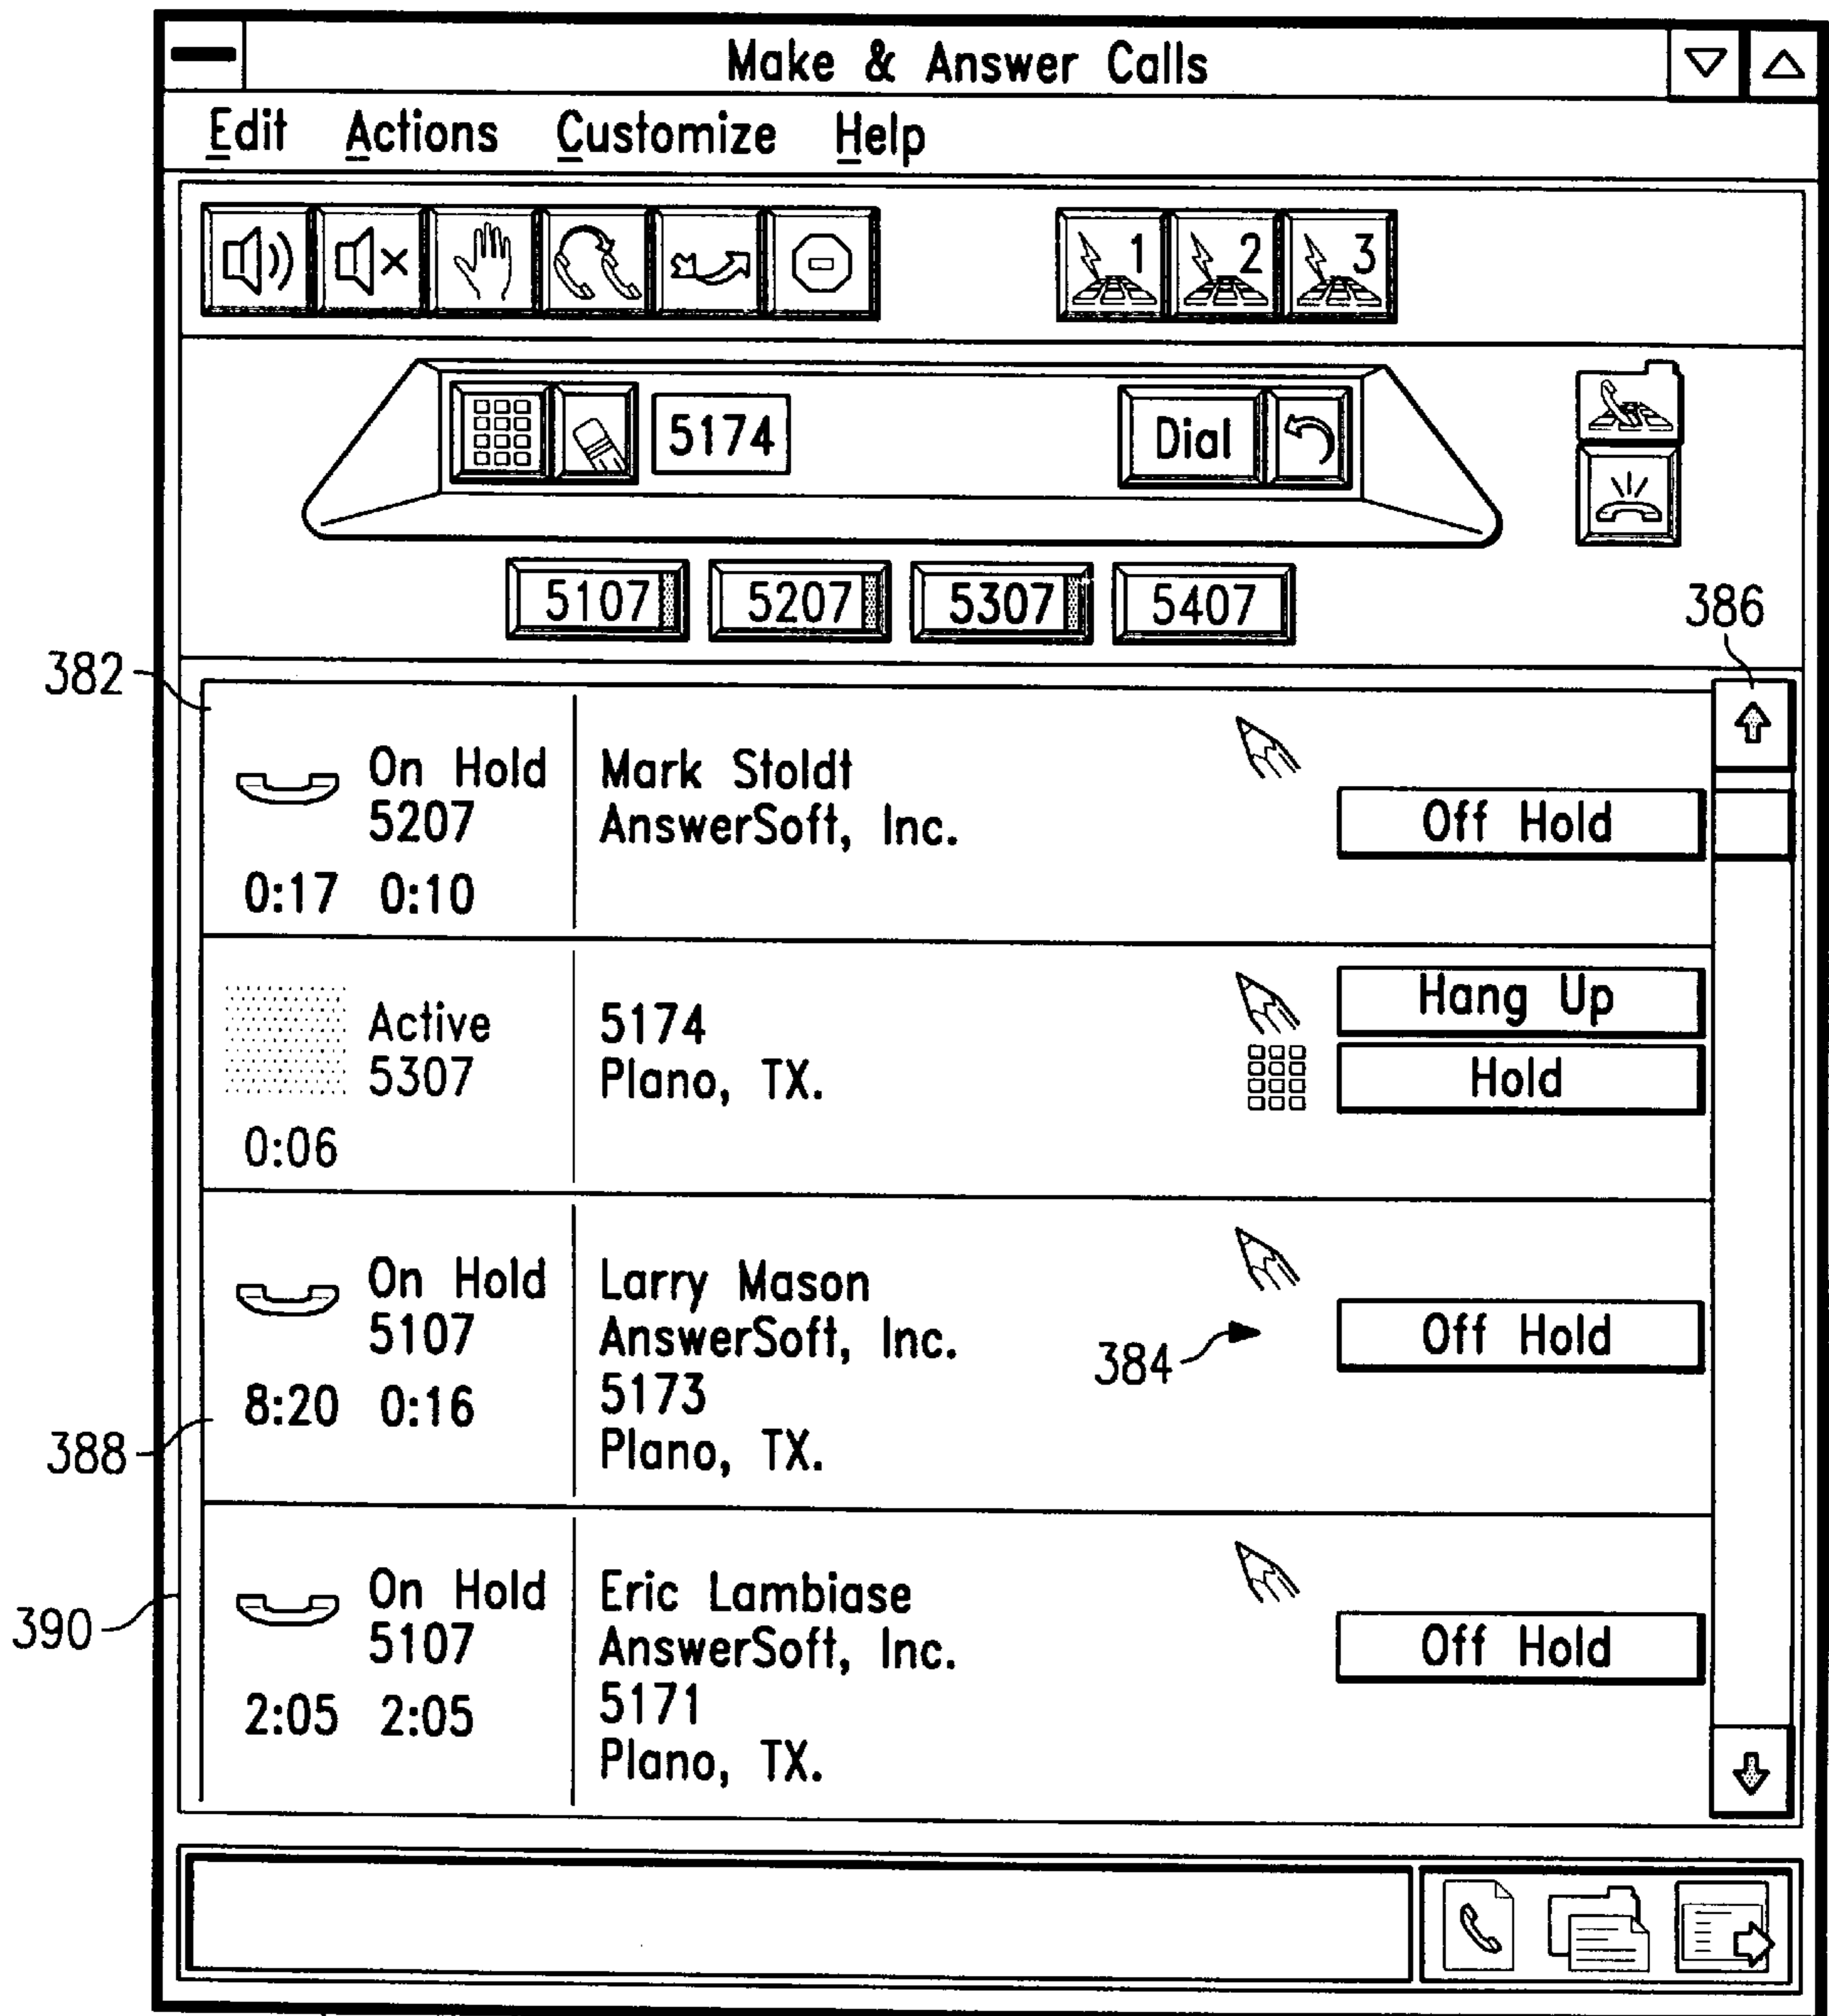 Make & Answer Calls
Edit Actions Customize Help
1 2 3
5174 Dial
5107 5207 5307 5407
386
382
On Hold
5207
0:17 0:10
Mark Stoldt
AnswerSoft, Inc.
Off Hold
Active
5307
0:06
5174
Plano, TX.
Hang Up
Hold
On Hold
5107
8:20 0:16
Larry Mason
AnswerSoft, Inc.
5173
Plano, TX.
384
Off Hold
388
On Hold
5107
2:05 2:05
Eric Lambiase
AnswerSoft, Inc.
5171
Plano, TX.
Off Hold
390